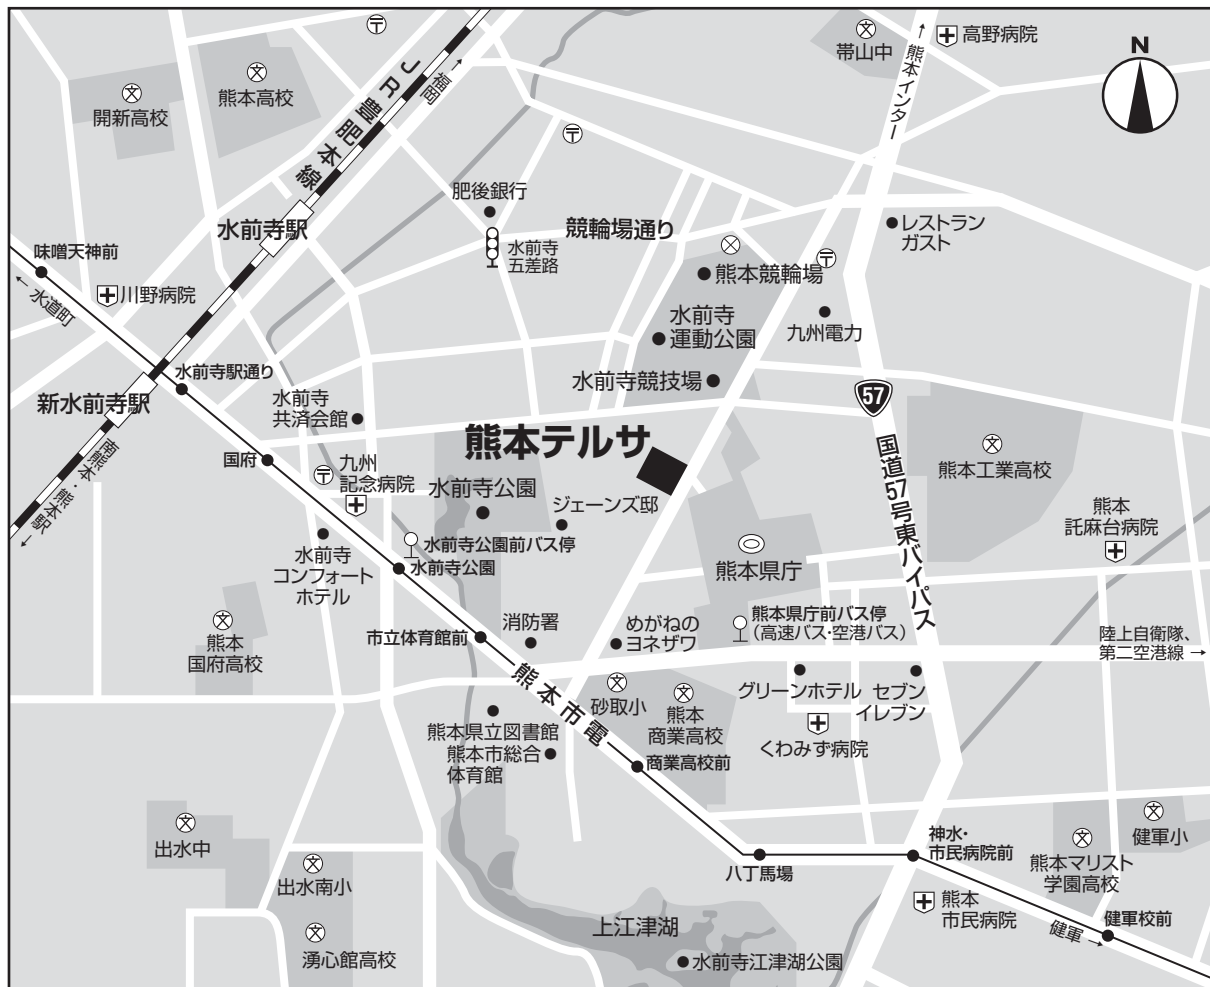 高野病院
帯山中
↑
熊本インター
N
熊本高校
開新高校
JR豊肥本線
福岡
→
肥後銀行
水前寺駅
競輪場通り
レストラン
ガスト
水前寺
五差路
味噌天神前
熊本競輪場
← 水道町
川野病院
水前寺
運動公園
九州電力
水前寺駅通り
水前寺競技場
新水前寺駅
水前寺
共済会館
57
熊本テルサ
国道57号東バイパス
熊本工業高校
国府
九州
記念病院
南熊本・熊本駅
→
水前寺公園
ジェーンズ邸
熊本
託麻台病院
水前寺
コンフォート
ホテル
水前寺公園前バス停
水前寺公園
熊本県庁
熊本
国府高校
市立体育館前
消防署
めがねの
ヨネザワ
熊本県庁前バス停
(高速バス・空港バス)
陸上自衛隊、
第二空港線 →
熊本市電
砂取小
熊本
商業高校
グリーンホテル
セブン
イレブン
くわみず病院
熊本県立図書館
熊本市総合
体育館
商業高校前
出水中
出水南小
湧心館高校
八丁馬場
神水・
市民病院前
熊本
市民病院
熊本マリスト
学園高校
健軍小
健軍校前
健軍 →
上江津湖
水前寺江津湖公園